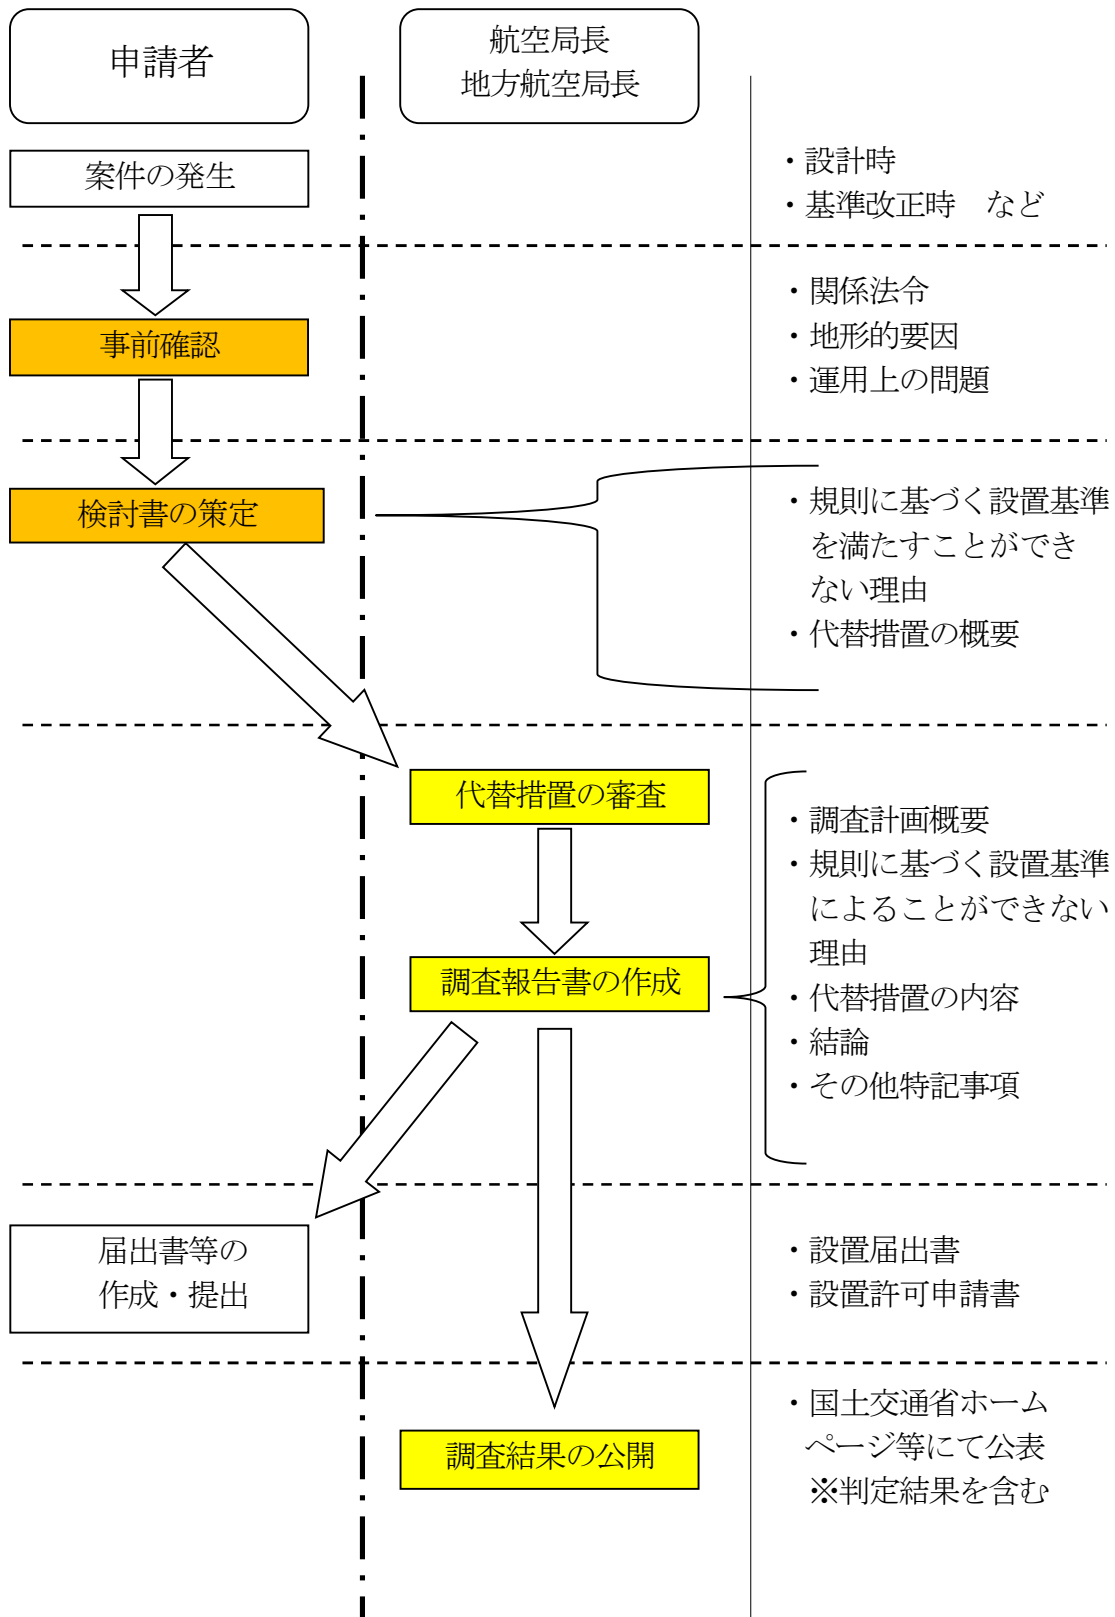 申請者
航空局長
地方航空局長
案件の発生
・設計時
・基準改正時　など
事前確認
・関係法令
・地形的要因
・運用上の問題
検討書の策定
・規則に基づく設置基準
を満たすことができ
ない理由
・代替措置の概要
代替措置の審査
調査報告書の作成
・調査計画概要
・規則に基づく設置基準
によることができない
理由
・代替措置の内容
・結論
・その他特記事項
届出書等の
作成・提出
・設置届出書
・設置許可申請書
調査結果の公開
・国土交通省ホーム
ページ等にて公表
※判定結果を含む